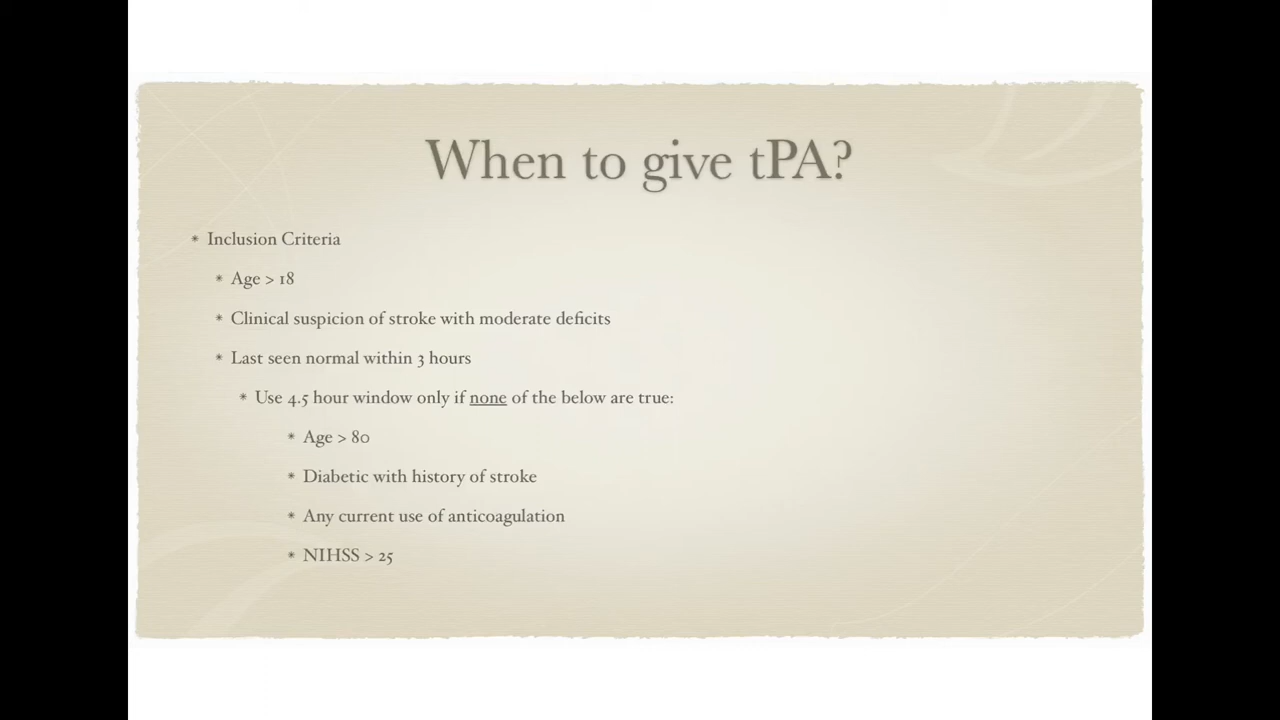 When to give tPA?
* Inclusion Criteria
* Age > 18
* Clinical suspicion of stroke with moderate deficits
* Last seen normal within 3 hours
* Use 4.5 hour window only if none of the below are true:
* Age > 80
* Diabetic with history of stroke
* Any current use of anticoagulation
* NIHSS > 25